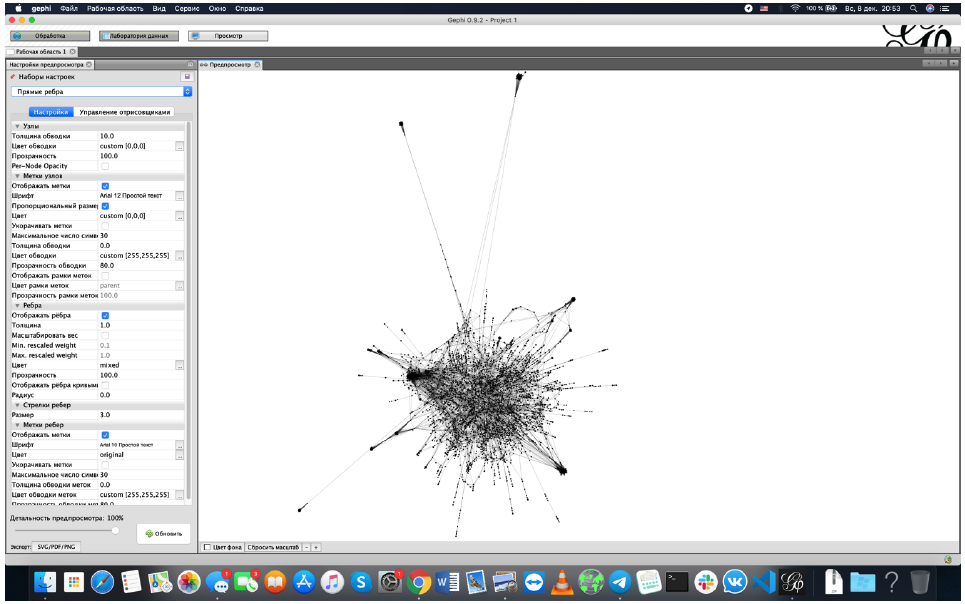 gephi Файл Рабочая область Вид Сервис Окно Справка 100 % Вс, 8 дек. 20:53
Gephi 0.9.2 - Project 1
Обработка Лаборатория данных Просмотр
Рабочая область 1
Настройки предпросмотра Предпросмотр
Наборы настроек
Прямые ребра
Настройки Управление отрисовщиками
Узлы
Толщина обводки 10.0
Цвет обводки custom [0,0,0] ...
Прозрачность 100.0
Per-Node Opacity
Метки узлов
Отображать метки
Шрифт Arial 12 Простой текст ...
Пропорциональный разме
Цвет custom [0,0,0] ...
Укорачивать метки
Максимальное число симв 30
Толщина обводки 0.0
Цвет обводки custom [255,255,255] ...
Прозрачность обводки 80.0
Отображать рамки меток
Цвет рамки меток parent ...
Прозрачность рамки меток 100.0
Ребра
Отображать рёбра
Толщина 1.0
Масштабировать вес
Min. rescaled weight 0.1
Max. rescaled weight 1.0
Цвет mixed ...
Прозрачность 100.0
Отображать рёбра кривыми
Радиус 0.0
Стрелки ребер
Размер 3.0
Метки ребер
Отображать метки
Шрифт Arial 10 Простой текст ...
Цвет original ...
Укорачивать метки
Максимальное число симв 30
Толщина обводки меток 0.0
Цвет обводки меток custom [255,255,255] ...
Прозрачность обводки мет 80.0
Детальность предпросмотра: 100%
Обновить
Экспорт: SVG/PDF/PNG Цвет фона Сбросить масштаб - +